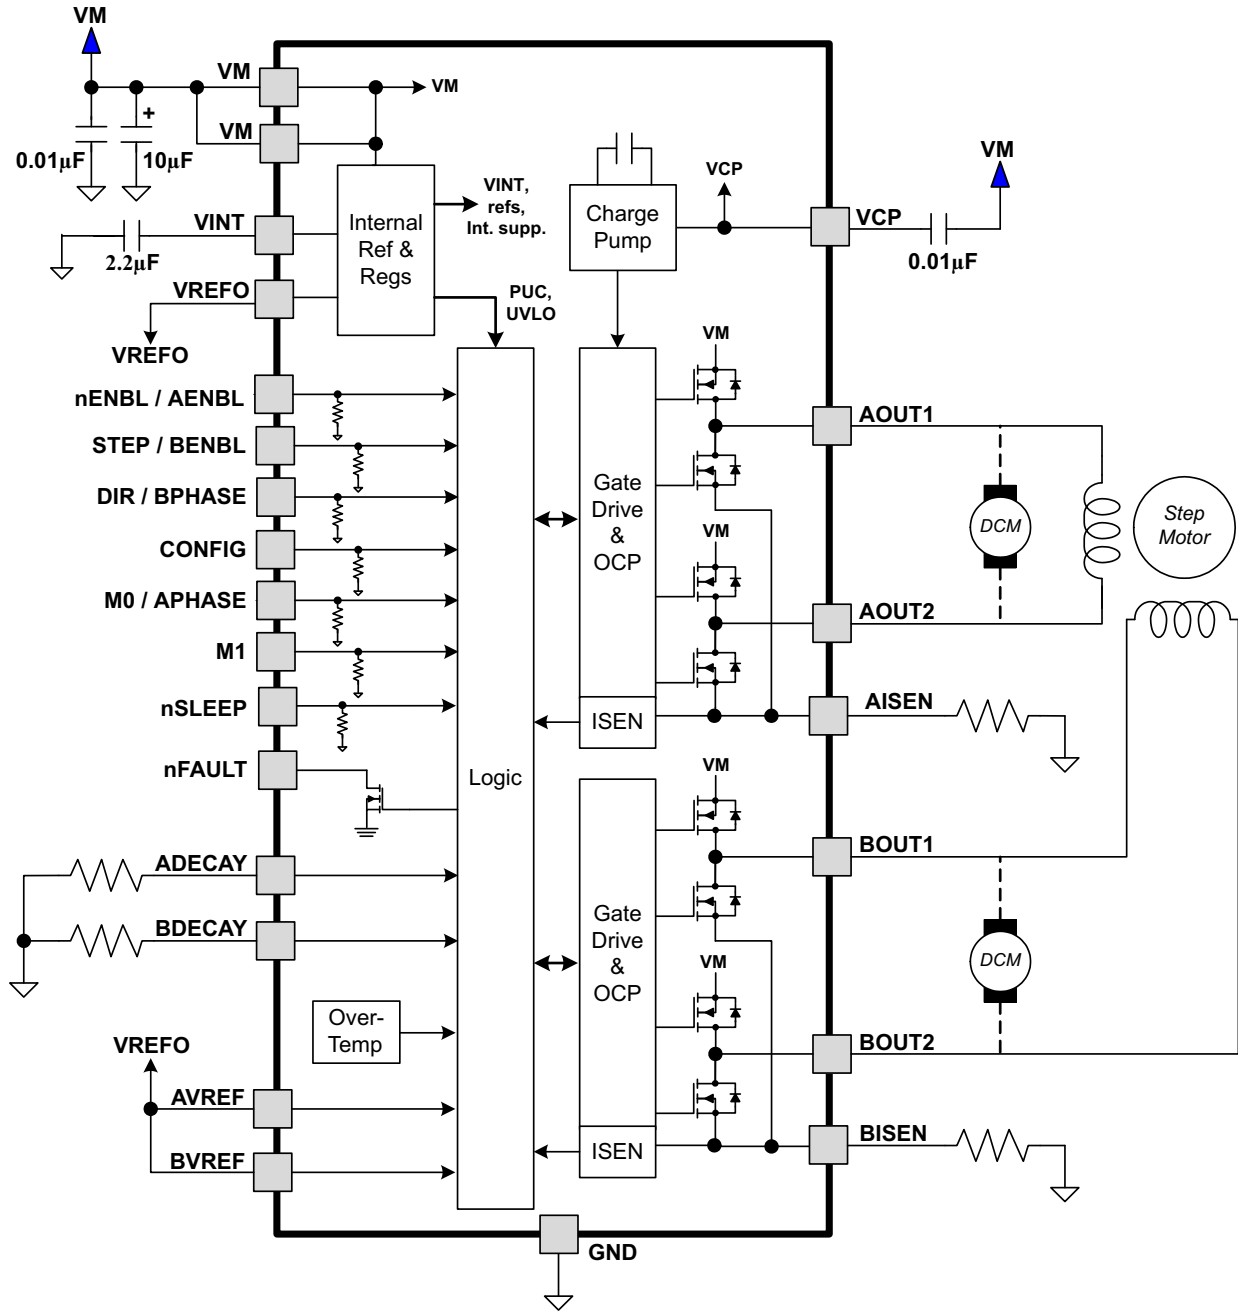 VM
VM
VM
VM
+
0.01µF
10µF
VINT
2.2µF
VREFO
VREFO
Internal
Ref &
Regs
VINT,
refs,
Int. supp.
PUC,
UVLO
Charge
Pump
VCP
VCP
VM
0.01µF
nENBL / AENBL
STEP / BENBL
DIR / BPHASE
CONFIG
M0 / APHASE
M1
nSLEEP
nFAULT
ADECAY
BDECAY
Over-
Temp
VREFO
AVREF
BVREF
Logic
Gate
Drive
&
OCP
ISEN
VM
VM
AOUT1
DCM
Step
Motor
AOUT2
AISEN
Gate
Drive
&
OCP
ISEN
VM
VM
BOUT1
DCM
BOUT2
BISEN
GND